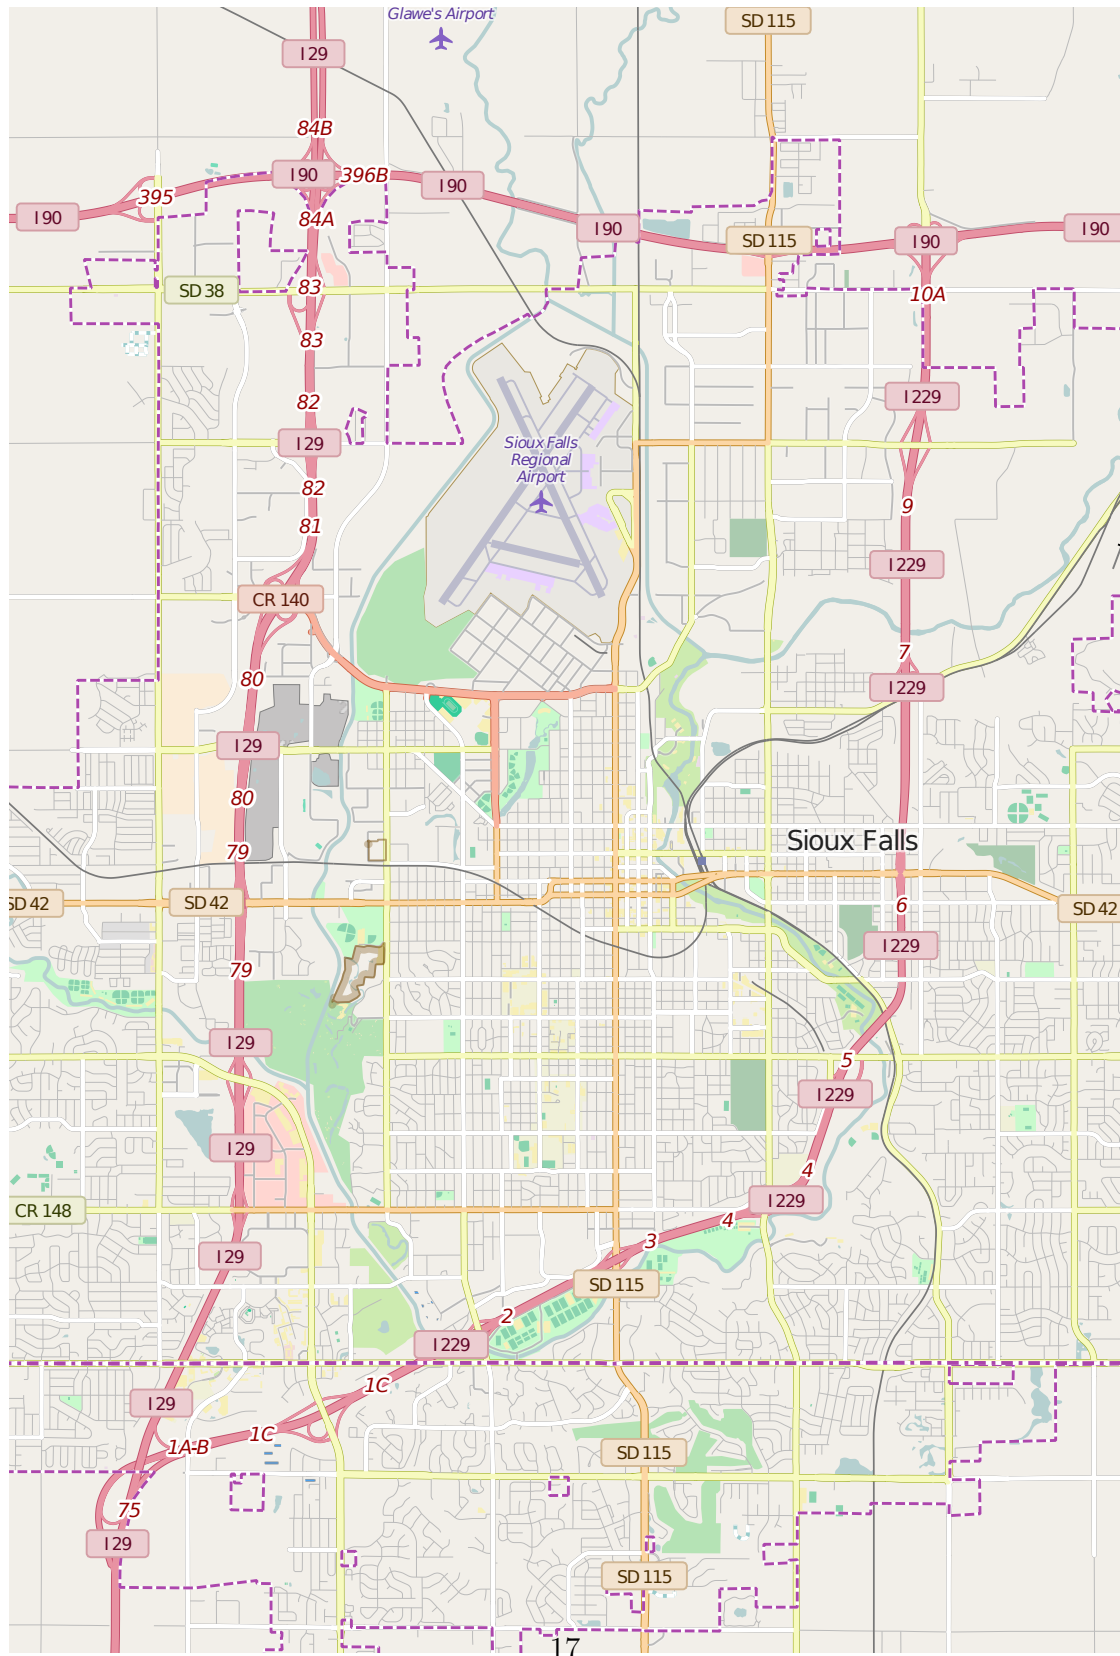 Glawe's Airport
SD 115
I 29
84B
I 90
396B
I 90
395
I 90
84A
I 90
I 90
SD 115
I 90
SD 38
83
10A
83
I 229
82
I 29
Sioux Falls
Regional
Airport
82
9
81
I 229
CR 140
7
80
I 229
I 29
80
Sioux Falls
79
SD 42
SD 42
6
SD 42
I 229
79
I 29
5
I 229
I 29
4
I 229
CR 148
4
3
I 29
SD 115
2
I 229
1C
I 29
1C
1A-B
SD 115
75
I 29
SD 115
17